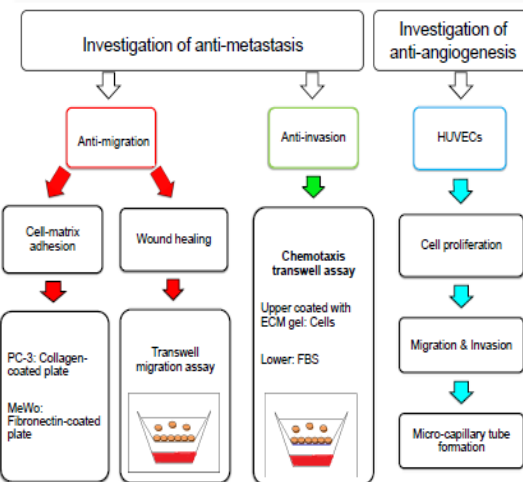 Investigation of anti-metastasis
Investigation of
anti-angiogenesis
Anti-migration
Anti-invasion
HUVECs
Cell-matrix
adhesion
Wound healing
Chemotaxis
transwell assay
Upper coated with
ECM gel: Cells
Lower: FBS
Cell proliferation
PC-3: Collagen-
coated plate
MeWo:
Fibronectin-coated
plate
Transwell
migration assay
Migration & Invasion
Micro-capillary tube
formation